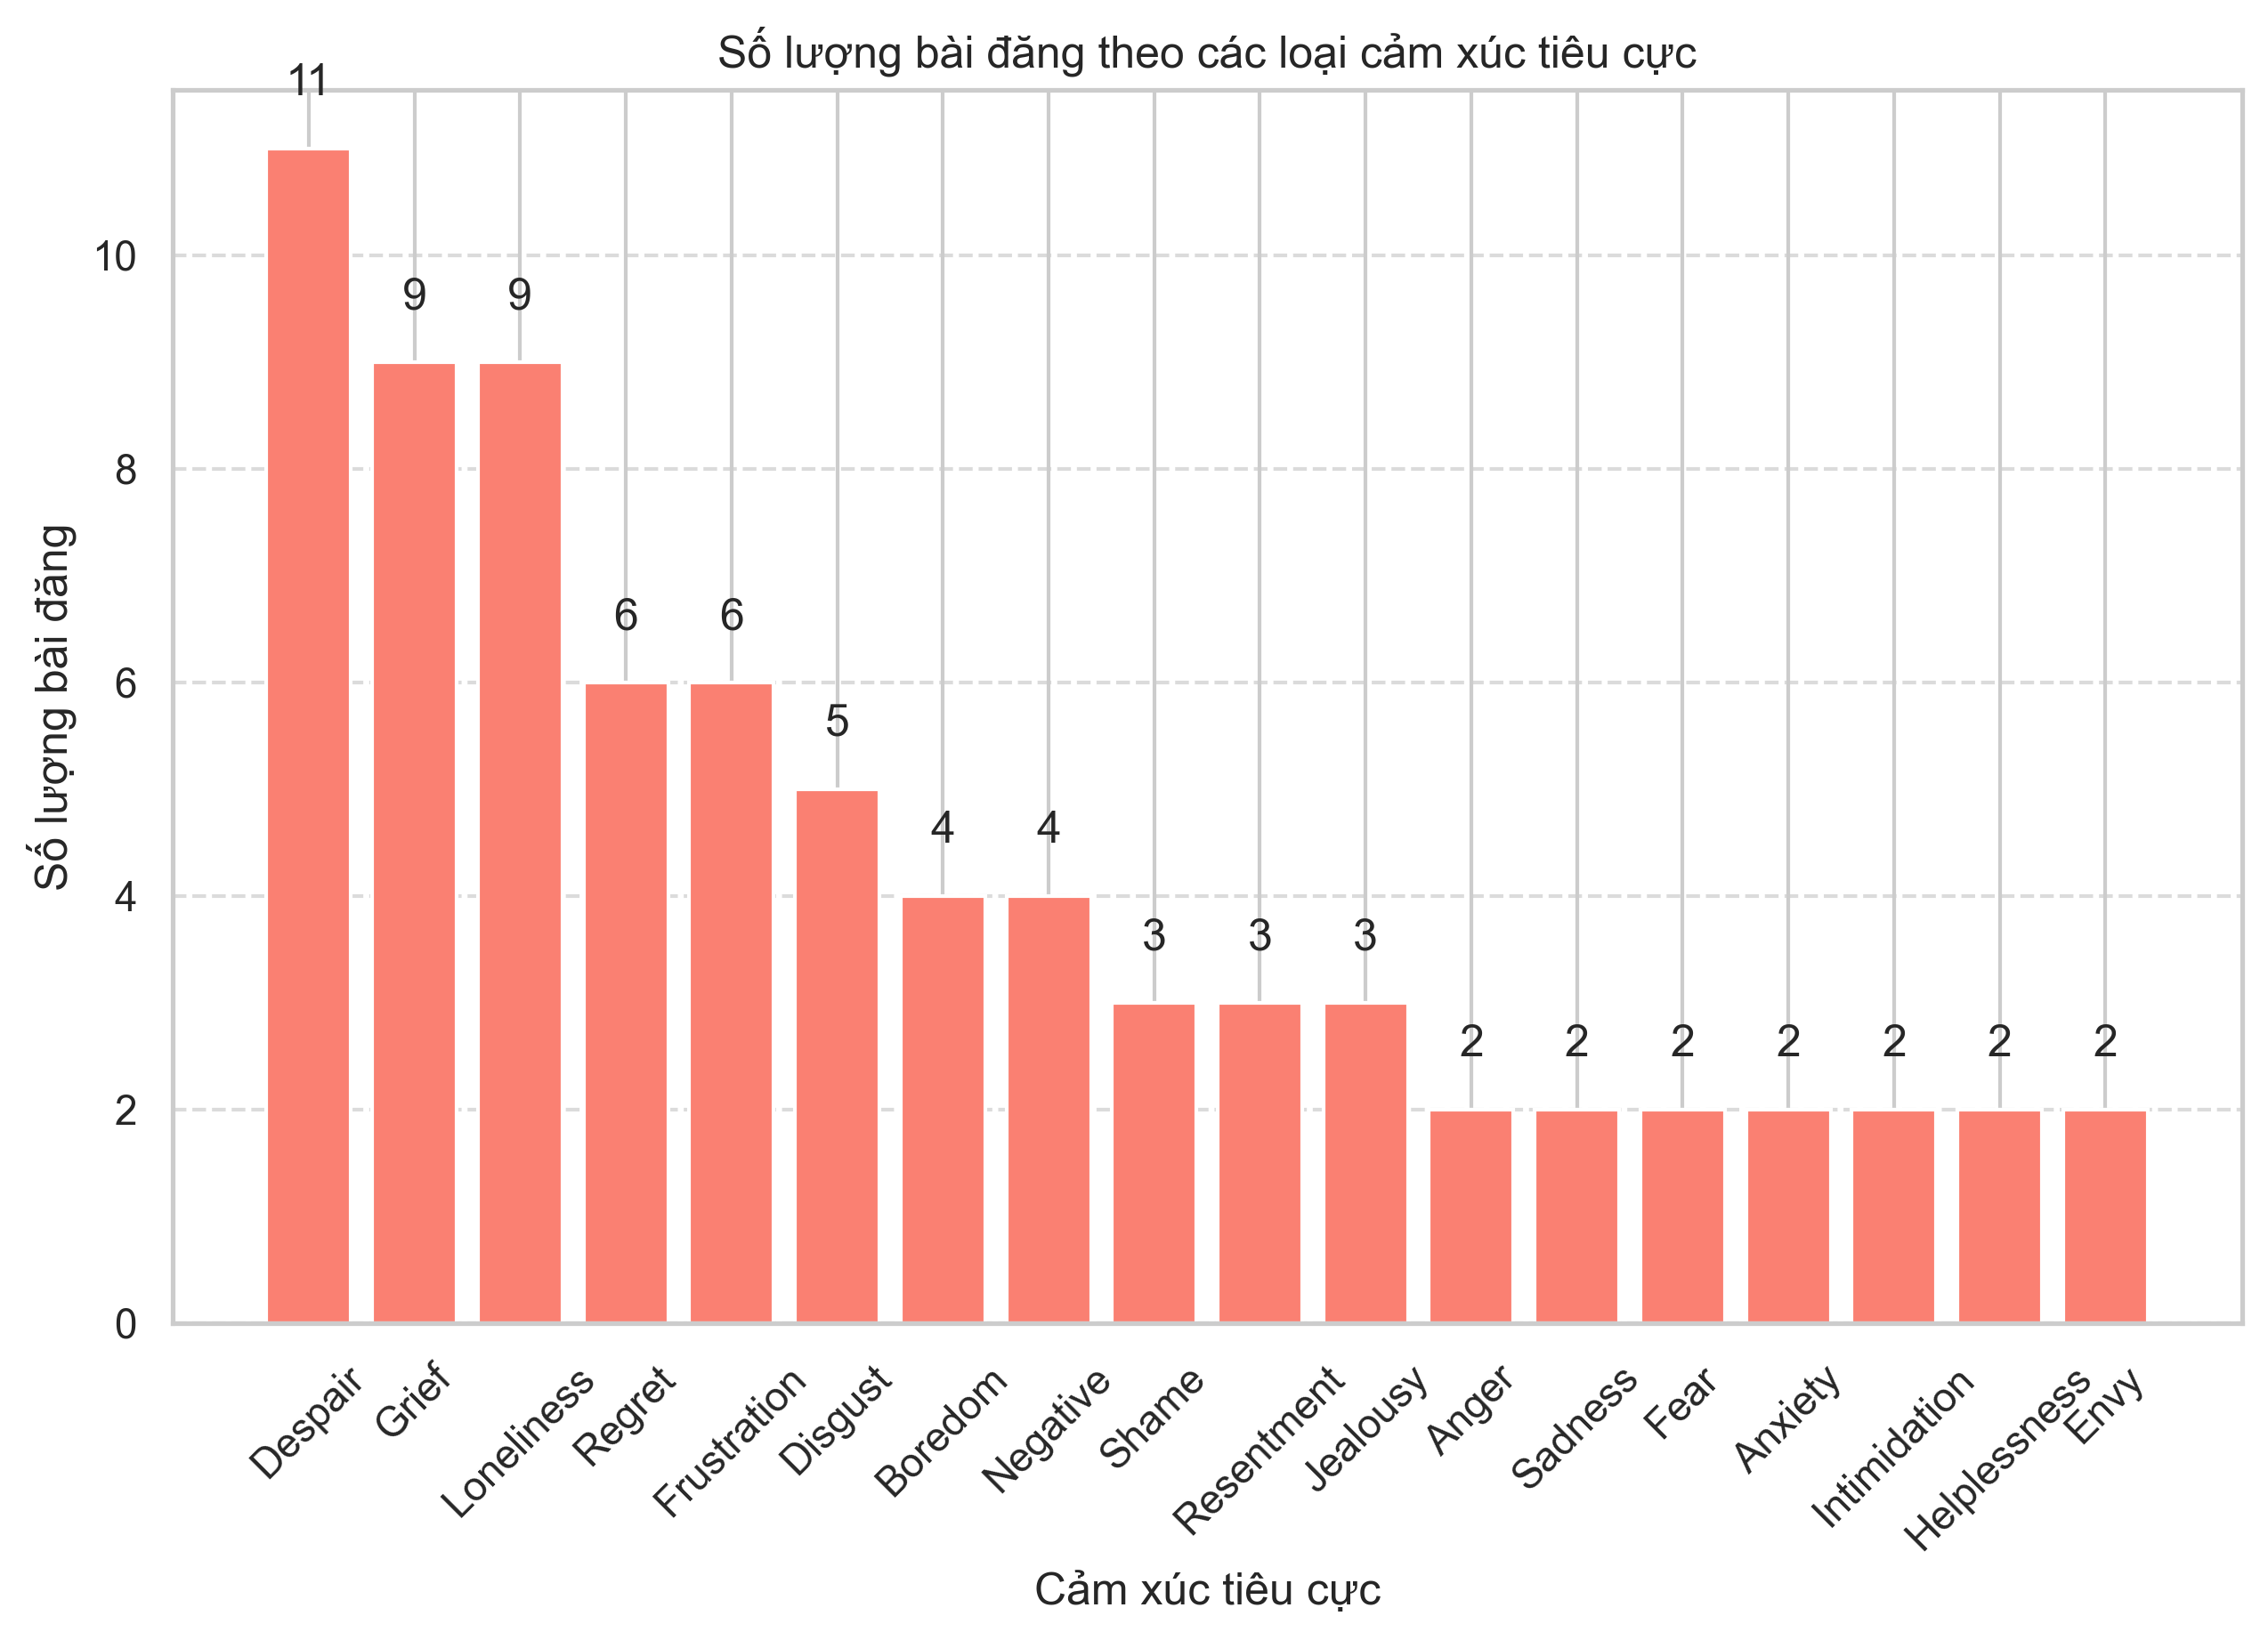 Số lượng bài đăng theo các loại cảm xúc tiêu cực
11
9
9
6
6
5
4
4
3
3
3
2
2
2
2
2
2
2
10
8
6
4
2
0
Số lượng bài đăng
Despair
Grief
Loneliness
Regret
Frustration
Disgust
Boredom
Negative
Shame
Resentment
Jealousy
Anger
Sadness
Fear
Anxiety
Intimidation
Helplessness
Envy
Cảm xúc tiêu cực